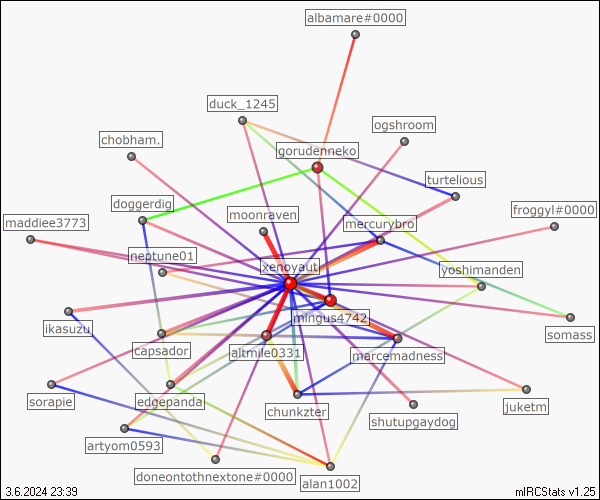 albamare#0000
duck_1245
ogshroom
chobham.
gorudenneko
turtelious
doggerdig
moonraven
froggyl#0000
maddiee3773
mercurybro
neptune01
xenoyautl
yoshimanden
mingus4742
ikasuzu
somass
capsador
altmile0331
marcemadness
sorapie
edgepanda
chunkzter
juketm
shutupgaydog
artyom0593
doneontothnextone#0000
alan1002
3.6.2024 23:39
mIRCStats v1.25